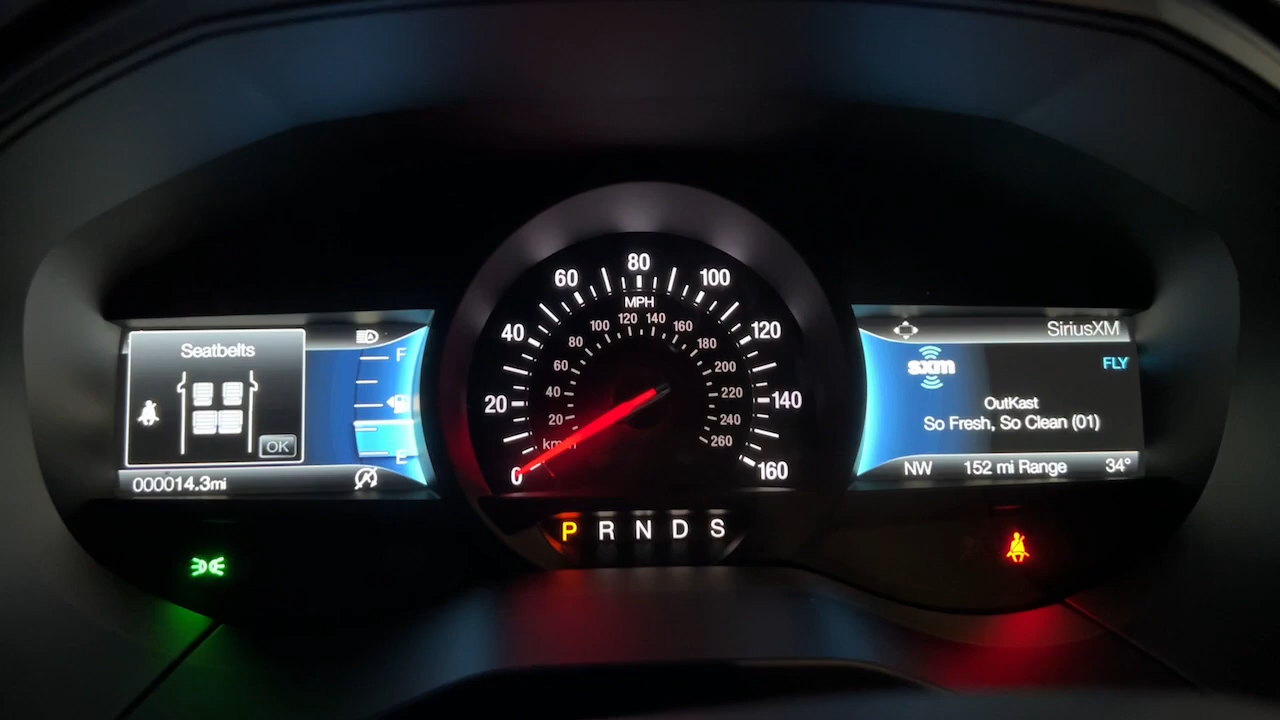 Seatbelts
OK
F
E
000014.3mi
0
20
40
60
80
100
120
140
160
MPH
km/h
20
40
60
80
100
120
140
160
180
200
220
240
260
P R N D S
SiriusXM
sxm
FLY
OutKast
So Fresh, So Clean (01)
NW 152 mi Range 34°